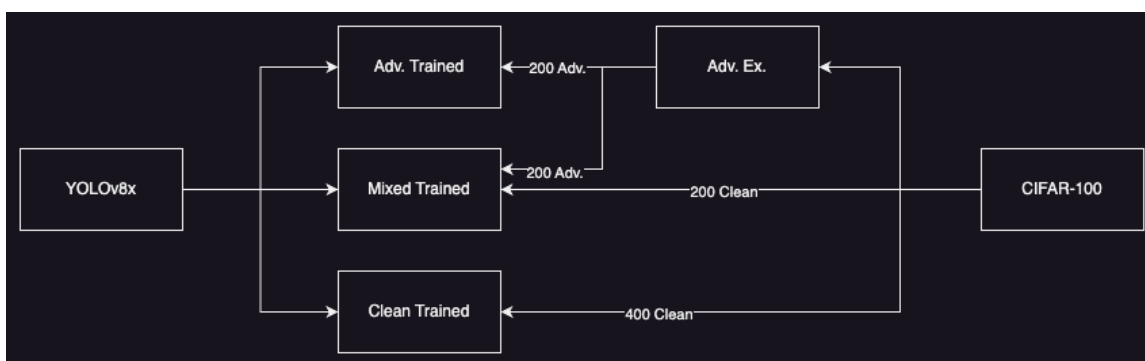 Adv. Trained
200 Adv.
Adv. Ex.
YOLOv8x
Mixed Trained
200 Adv.
200 Clean
CIFAR-100
Clean Trained
400 Clean